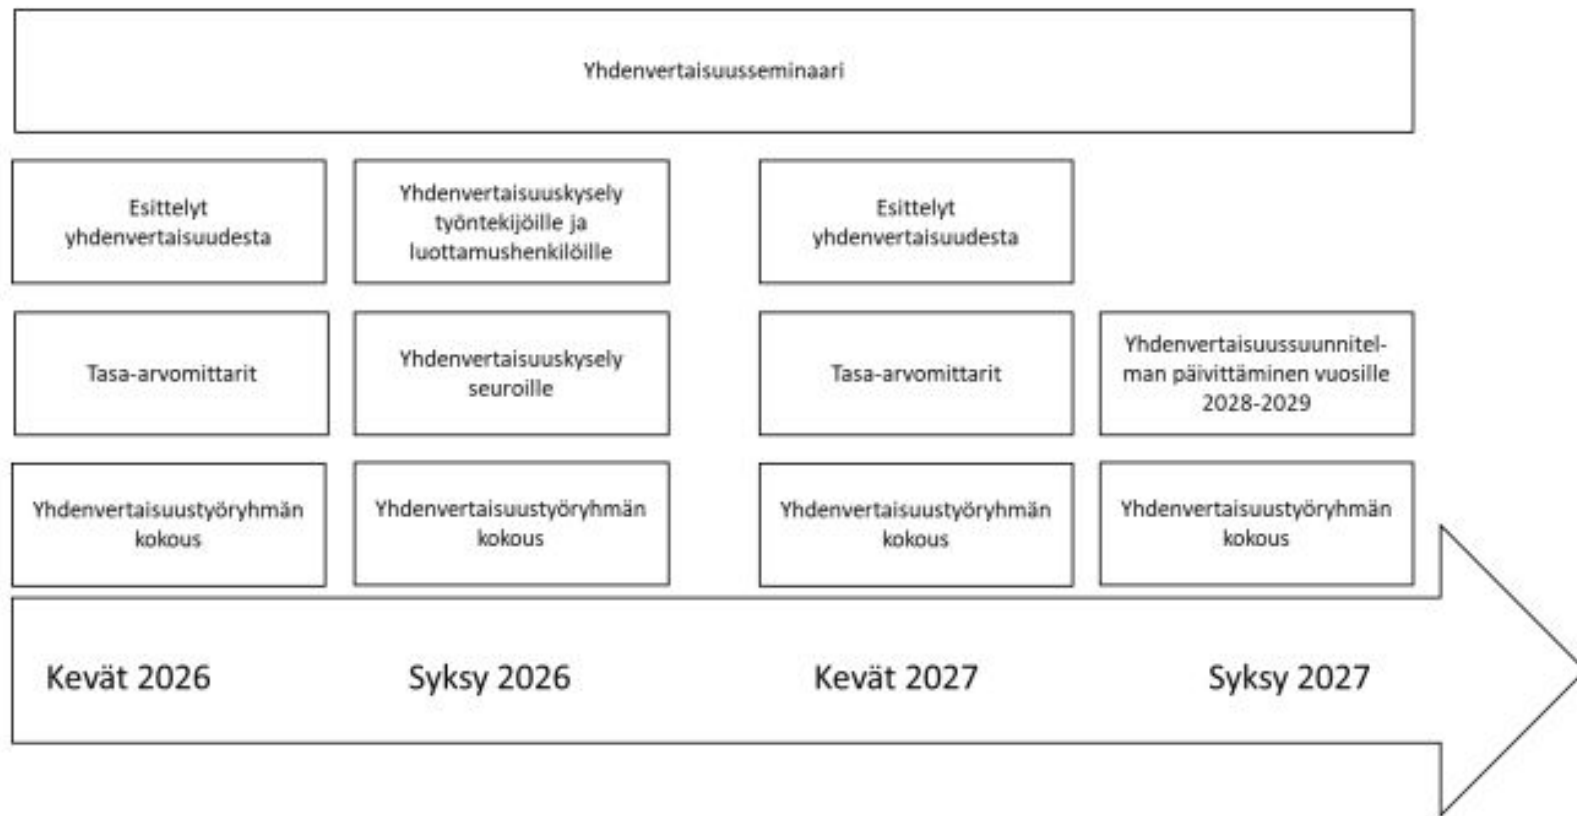 Yhdenvertaisuusseminaari
Esittelyt
yhdenvertaisuudesta
Yhdenvertaisuuskysely
työntekijöille ja
luottamushenkilöille
Esittelyt
yhdenvertaisuudesta
Tasa-arvomittarit
Yhdenvertaisuuskysely
seuroille
Tasa-arvomittarit
Yhdenvertaisuussuunnitel-
man päivittäminen vuosille
2028-2029
Yhdenvertaisuustyöryhmän
kokous
Yhdenvertaisuustyöryhmän
kokous
Yhdenvertaisuustyöryhmän
kokous
Yhdenvertaisuustyöryhmän
kokous
Kevät 2026
Syksy 2026
Kevät 2027
Syksy 2027